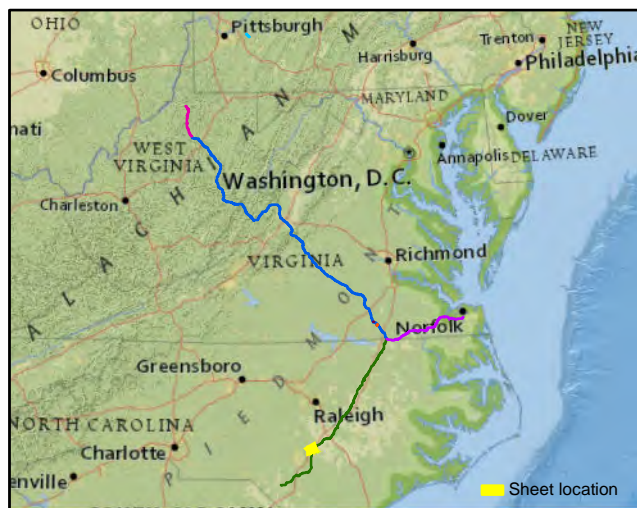 OHIO
Pittsburgh
Columbus
Harrisburg
Trenton
NEW
JERSEY
Philadelphia
nati
MARYLAND
Dover
WEST
VIRGINIA
Annapolis
DELAWARE
Washington, D.C.
Charleston
Richmond
VIRGINIA
Norfolk
Greensboro
Raleigh
NORTH CAROLINA
Charlotte
enville
A L A C H I A N M
P I E D M O N T
Sheet location